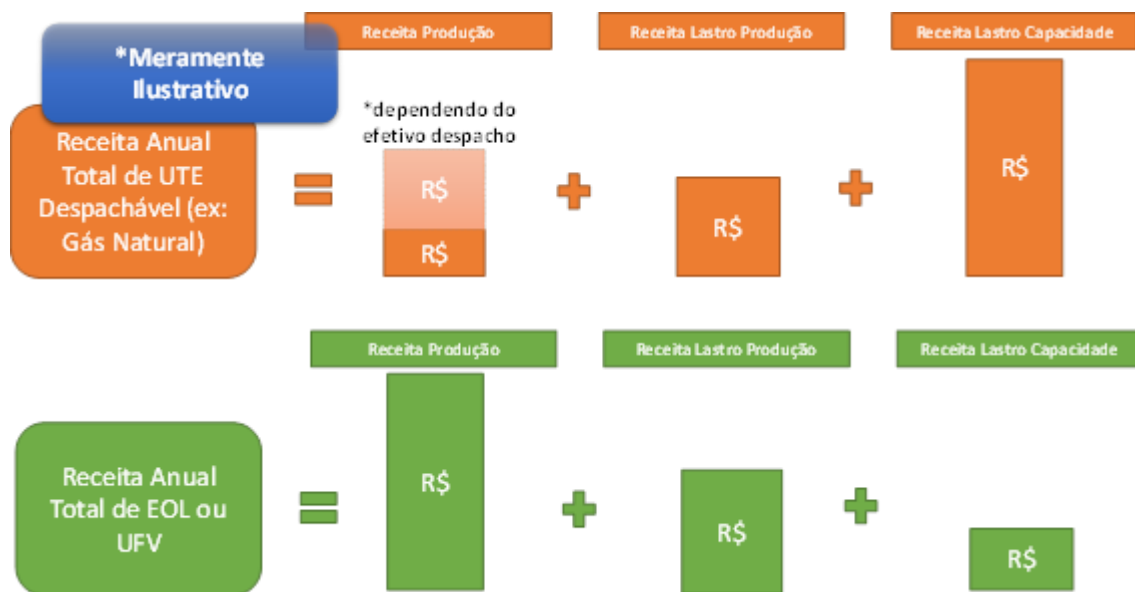 Receita Produção
Receita Lastro Produção
Receita Lastro Capacidade
*Meramente
Ilustrativo
*dependendo do
efetivo despacho
Receita Anual
Total de UTE
Despachável (ex:
Gás Natural)
=
R$
R$
+
R$
+
R$
Receita Produção
Receita Lastro Produção
Receita Lastro Capacidade
Receita Anual
Total de EOL ou
UFV
=
R$
+
R$
+
R$